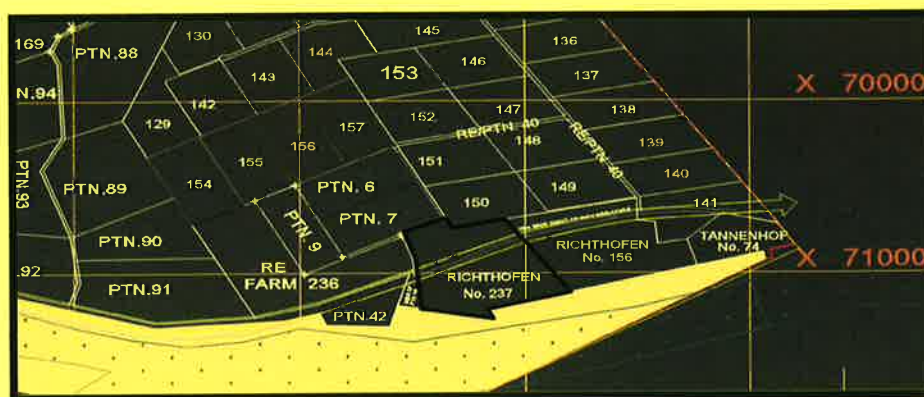 169
PTN.88
130
144
145
136
143
153
146
137
X 70000
N.94
142
129
157
152
147
138
RE/PTN. 40
148
RE/PTN 40
139
PTN.93
PTN.89
154
155
156
151
140
PTN. 6
149
141
PTN. 9
PTN. 7
150
PTN.90
RICHTHOFEN
No. 156
TANNENHOF
No. 74
.92
RE
FARM 236
RICHTHOFEN
No. 237
X 71000
PTN.91
PTN.42